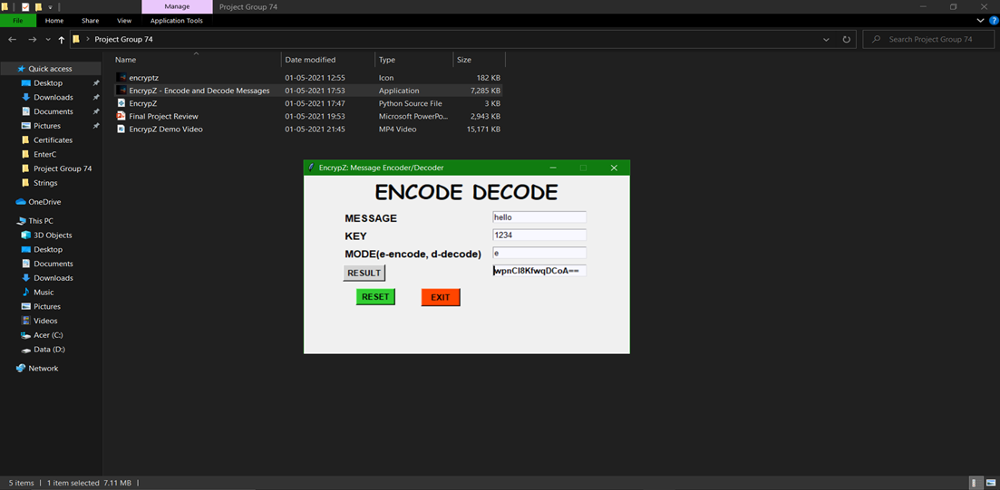 Manage
Project Group 74
File
Home
Share
View
Application Tools
Project Group 74
Search Project Group 74
Name
Date modified
Type
Size
encryptz
01-05-2021 12:55
Icon
182 KB
EncrypZ - Encode and Decode Messages
01-05-2021 17:53
Application
7,285 KB
EncrypZ
01-05-2021 17:47
Python Source File
3 KB
Final Project Review
01-05-2021 19:53
Microsoft PowerPo...
2,943 KB
EncrypZ Demo Video
01-05-2021 21:45
MP4 Video
15,171 KB
Quick access
Desktop
Downloads
Documents
Pictures
Certificates
EnterC
Project Group 74
Strings
OneDrive
This PC
3D Objects
Desktop
Documents
Downloads
Music
Pictures
Videos
Acer (C:)
Data (D:)
Network
EncrypZ: Message Encoder/Decoder
ENCODE DECODE
MESSAGE
hello
KEY
1234
MODE(e-encode, d-decode)
e
RESULT
wpnCl8KfwqDCoA==
RESET
EXIT
5 items
1 item selected 7.11 MB